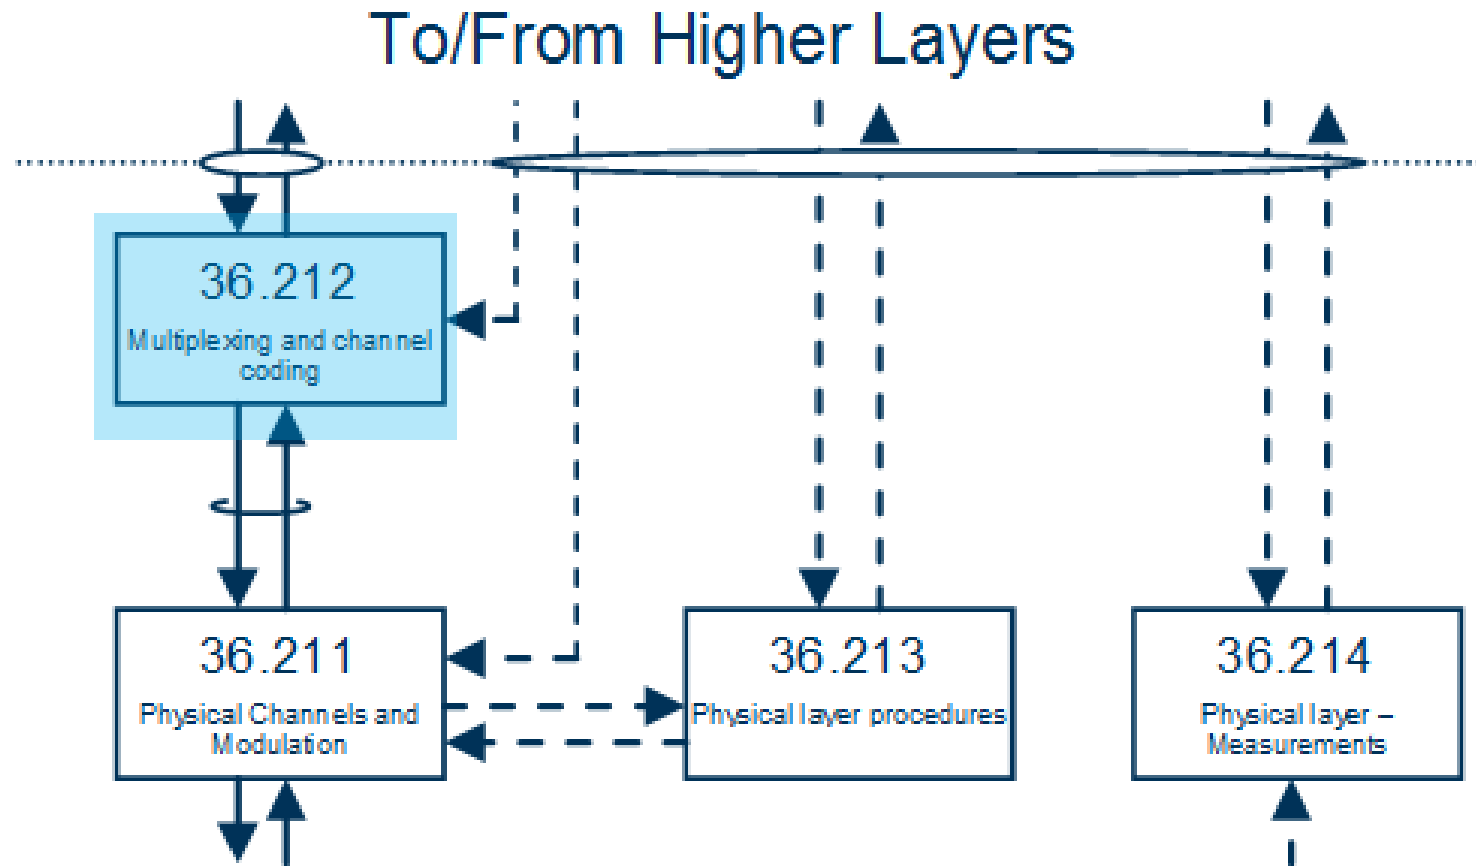 To/From Higher Layers
36.212
Multiplexing and channel
coding
36.211
Physical Channels and
Modulation
36.213
Physical layer procedures
36.214
Physical layer –
Measurements